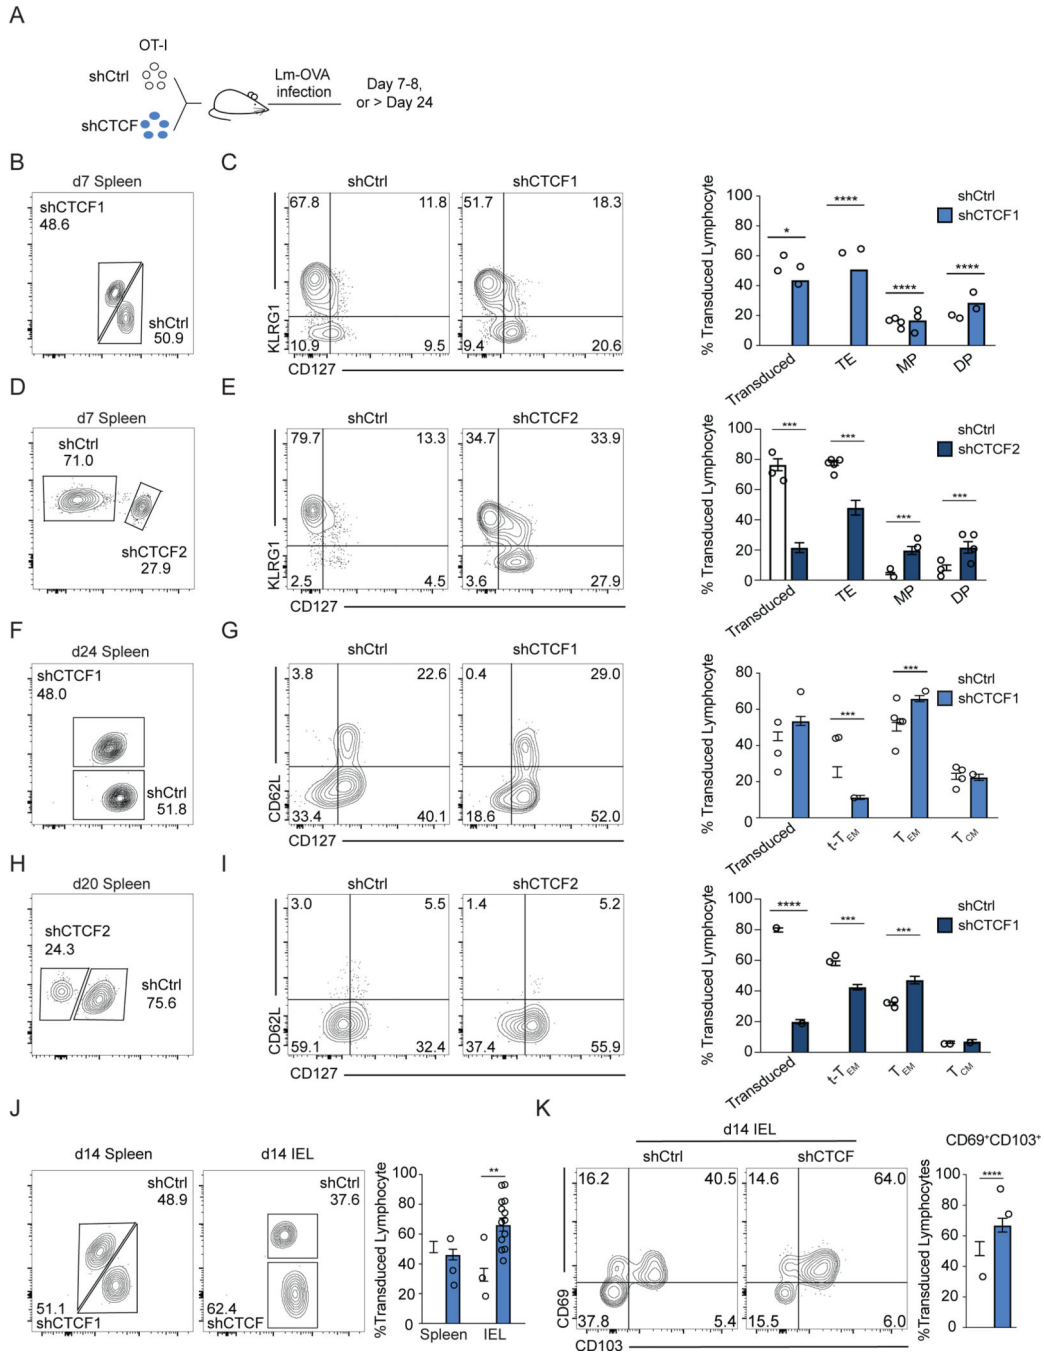 A
OT-I
shCtrl
shCTCF
Lm-OVA
infection
Day 7-8,
or > Day 24
B
d7 Spleen
shCTCF1
48.6
shCtrl
50.9
C
shCtrl
shCTCF1
67.8 11.8
51.7 18.3
10.9 9.5
9.4 20.6
KLRG1
CD127
% Transduced Lymphocyte
100
80
60
40
20
0
* **** **** ****
shCtrl
shCTCF1
Transduced TE MP DP
D
d7 Spleen
shCtrl
71.0
shCTCF2
27.9
E
shCtrl
shCTCF2
79.7 13.3
34.7 33.9
2.5 4.5
3.6 27.9
KLRG1
CD127
% Transduced Lymphocyte
100
80
60
40
20
0
*** *** *** ***
shCtrl
shCTCF2
Transduced TE MP DP
F
d24 Spleen
shCTCF1
48.0
shCtrl
51.8
G
shCtrl
shCTCF1
3.8 22.6
0.4 29.0
33.4 40.1
18.6 52.0
CD62L
CD127
% Transduced Lymphocyte
80
60
40
20
0
*** ***
shCtrl
shCTCF1
Transduced t-TEM TEM TCM
H
d20 Spleen
shCTCF2
24.3
shCtrl
75.6
I
shCtrl
shCTCF2
3.0 5.5
1.4 5.2
59.1 32.4
37.4 55.9
CD62L
CD127
% Transduced Lymphocyte
100
80
60
40
20
0
**** *** ***
shCtrl
shCTCF1
Transduced t-TEM TEM TCM
J
d14 Spleen
shCtrl
48.9
51.1
shCTCF1
d14 IEL
shCtrl
37.6
62.4
shCTCF
%Transduced Lymphocyte
100
80
60
40
20
0
**
Spleen IEL
K
d14 IEL
shCtrl
shCTCF
16.2 40.5
14.6 64.0
37.8 5.4
15.5 6.0
CD69
CD103
CD69⁺CD103⁺
%Transduced Lymphocytes
100
80
60
40
20
0
****